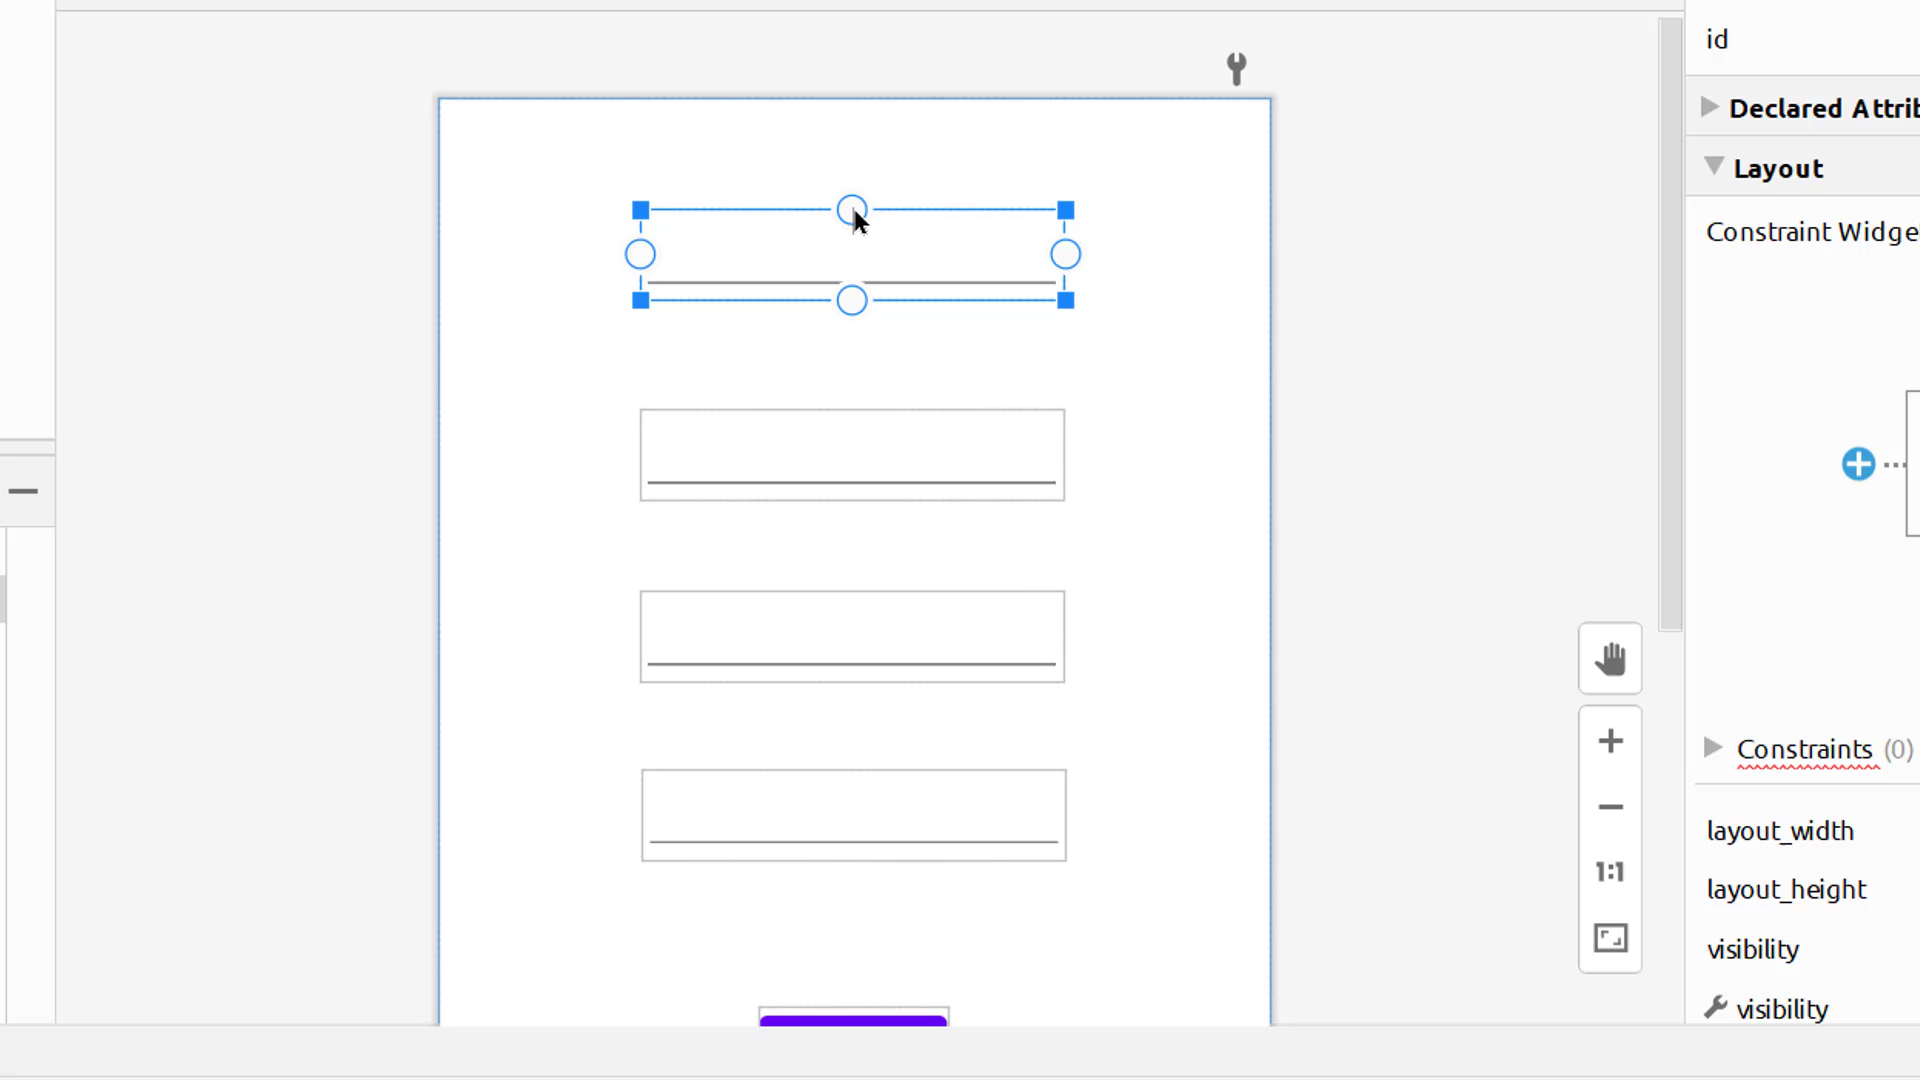 id
Declared Attrib
Layout
Constraint Widge
Constraints (0)
layout_width
layout_height
visibility
visibility
1:1